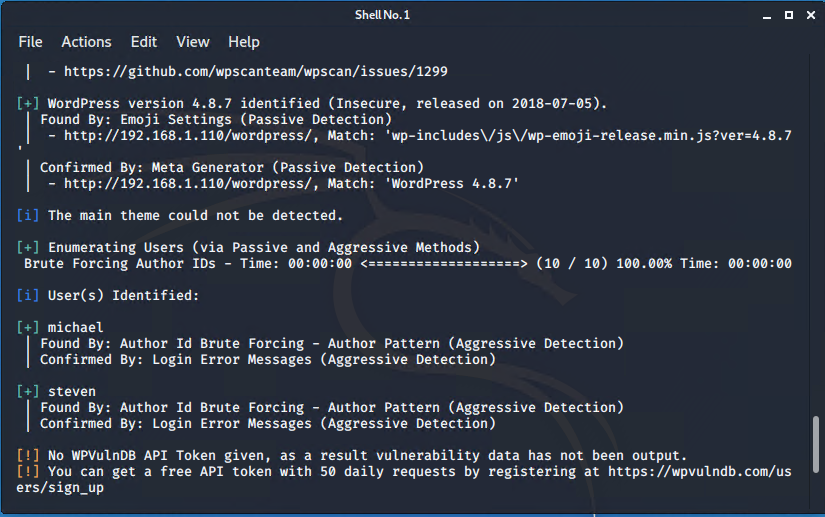 Shell No. 1
File Actions Edit View Help
| - https://github.com/wpscanteam/wpscan/issues/1299
[+] WordPress version 4.8.7 identified (Insecure, released on 2018-07-05).
| Found By: Emoji Settings (Passive Detection)
| - http://192.168.1.110/wordpress/, Match: 'wp-includes\/js\/wp-emoji-release.min.js?ver=4.8.7
'
| Confirmed By: Meta Generator (Passive Detection)
| - http://192.168.1.110/wordpress/, Match: 'WordPress 4.8.7'
[i] The main theme could not be detected.
[+] Enumerating Users (via Passive and Aggressive Methods)
Brute Forcing Author IDs - Time: 00:00:00 <====================> (10 / 10) 100.00% Time: 00:00:00
[i] User(s) Identified:
[+] michael
| Found By: Author Id Brute Forcing - Author Pattern (Aggressive Detection)
| Confirmed By: Login Error Messages (Aggressive Detection)
[+] steven
| Found By: Author Id Brute Forcing - Author Pattern (Aggressive Detection)
| Confirmed By: Login Error Messages (Aggressive Detection)
[!] No WPVulnDB API Token given, as a result vulnerability data has not been output.
[!] You can get a free API token with 50 daily requests by registering at https://wpvulndb.com/us
ers/sign_up